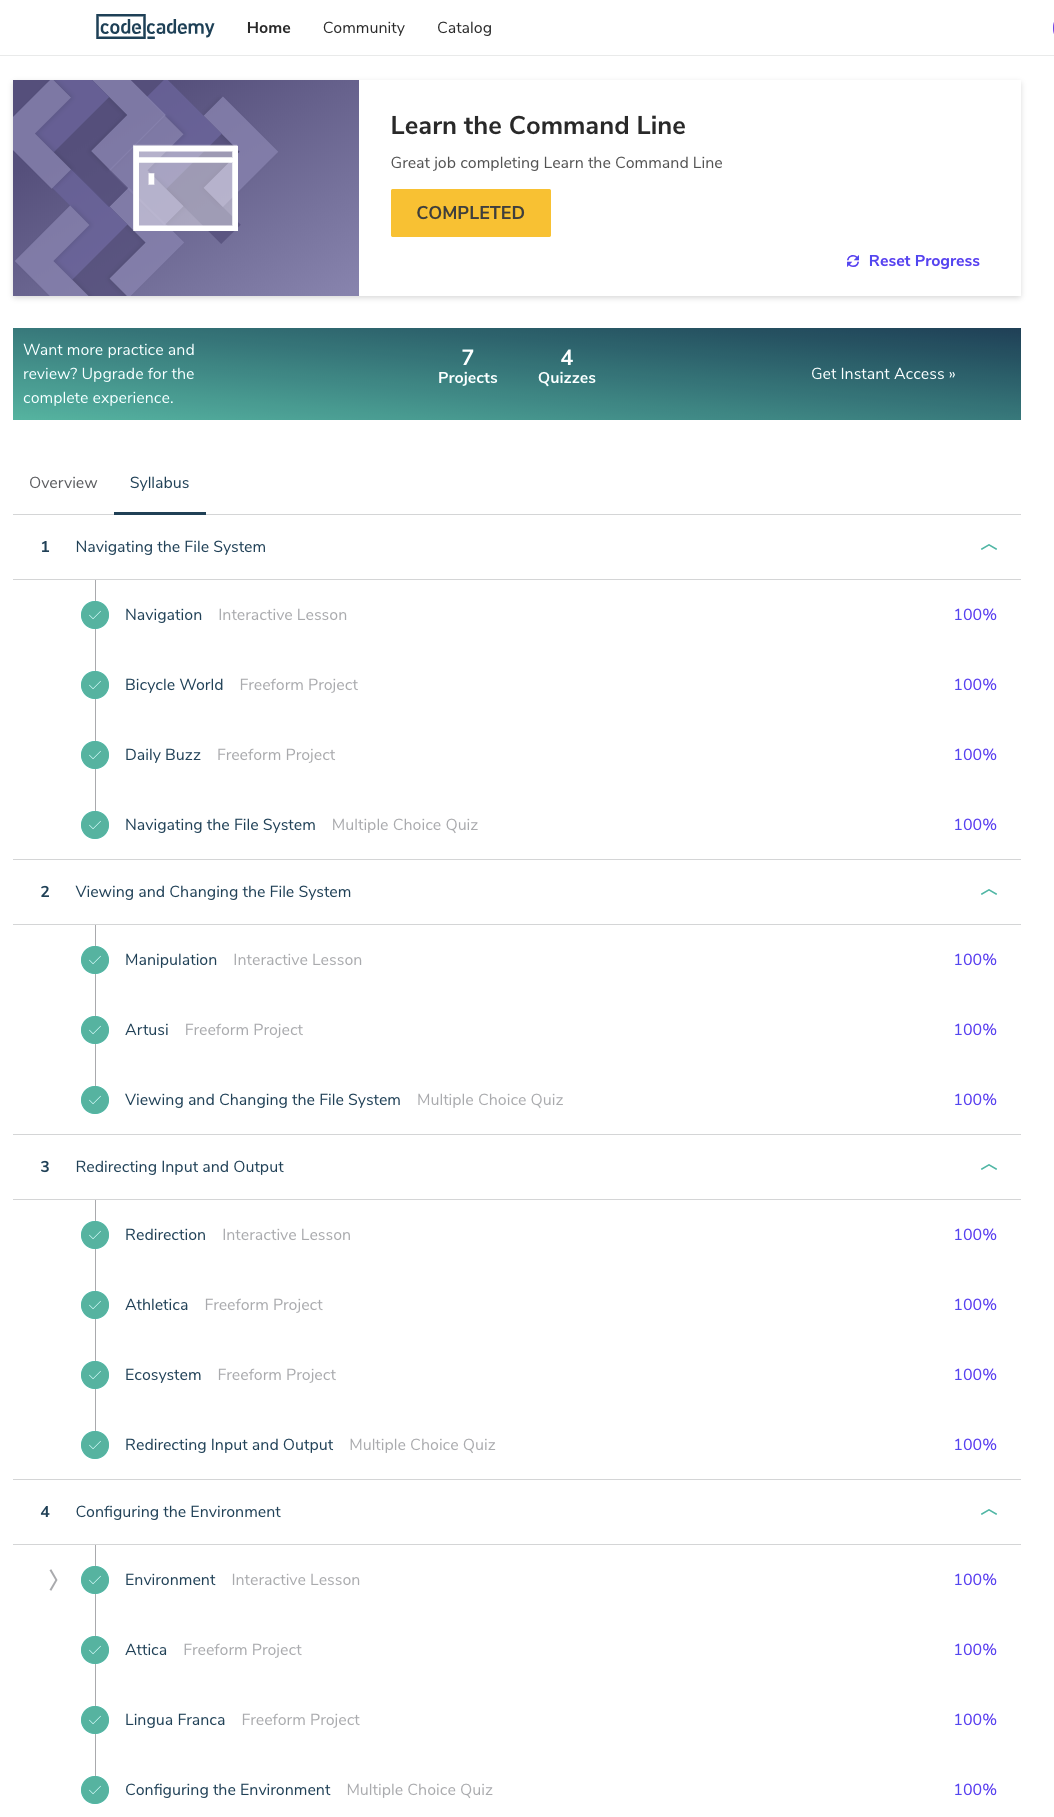 codecademy Home Community Catalog
Learn the Command Line
Great job completing Learn the Command Line
COMPLETED
Reset Progress
Want more practice and
review? Upgrade for the
complete experience.
7
Projects
4
Quizzes
Get Instant Access »
Overview Syllabus
1 Navigating the File System
Navigation Interactive Lesson 100%
Bicycle World Freeform Project 100%
Daily Buzz Freeform Project 100%
Navigating the File System Multiple Choice Quiz 100%
2 Viewing and Changing the File System
Manipulation Interactive Lesson 100%
Artusi Freeform Project 100%
Viewing and Changing the File System Multiple Choice Quiz 100%
3 Redirecting Input and Output
Redirection Interactive Lesson 100%
Athletica Freeform Project 100%
Ecosystem Freeform Project 100%
Redirecting Input and Output Multiple Choice Quiz 100%
4 Configuring the Environment
Environment Interactive Lesson 100%
Attica Freeform Project 100%
Lingua Franca Freeform Project 100%
Configuring the Environment Multiple Choice Quiz 100%